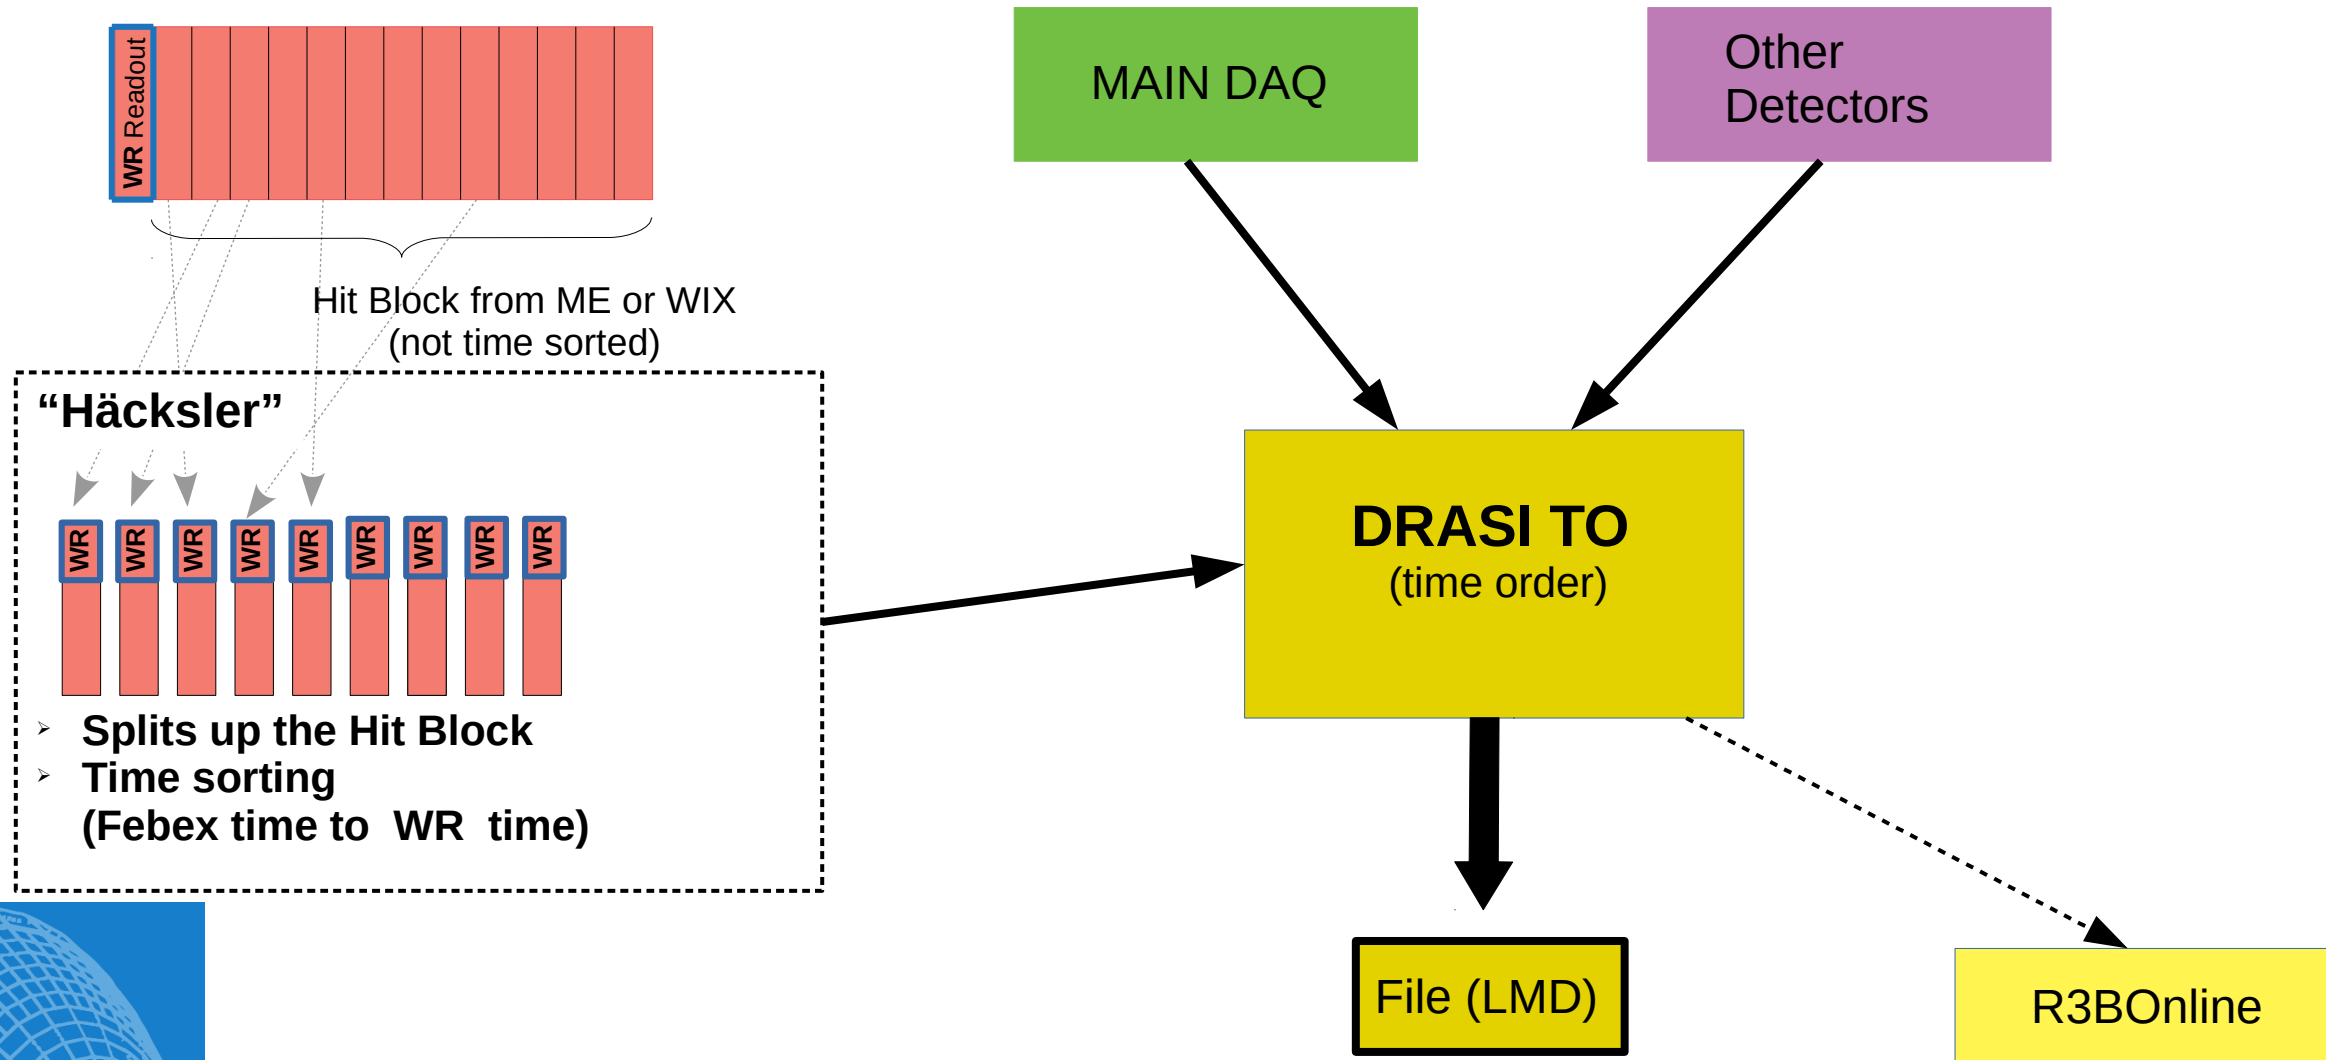 WR Readout
MAIN DAQ
Other
Detectors
Hit Block from ME or WIX
(not time sorted)
“Häcksler”
WR
WR
WR
WR
WR
WR
WR
WR
WR
Splits up the Hit Block
Time sorting
(Febex time to WR time)
DRASI TO
(time order)
File (LMD)
R3BOnline